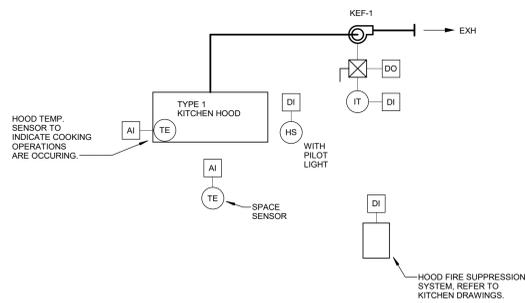 KEF-1
EXH
DO
IT
DI
TYPE 1
KITCHEN HOOD
DI
HS
WITH
PILOT
LIGHT
HOOD TEMP.
SENSOR TO
INDICATE COOKING
OPERATIONS
ARE OCCURING.
AI
TE
AI
TE
SPACE
SENSOR
DI
HOOD FIRE SUPPRESSION
SYSTEM, REFER TO
KITCHEN DRAWINGS.